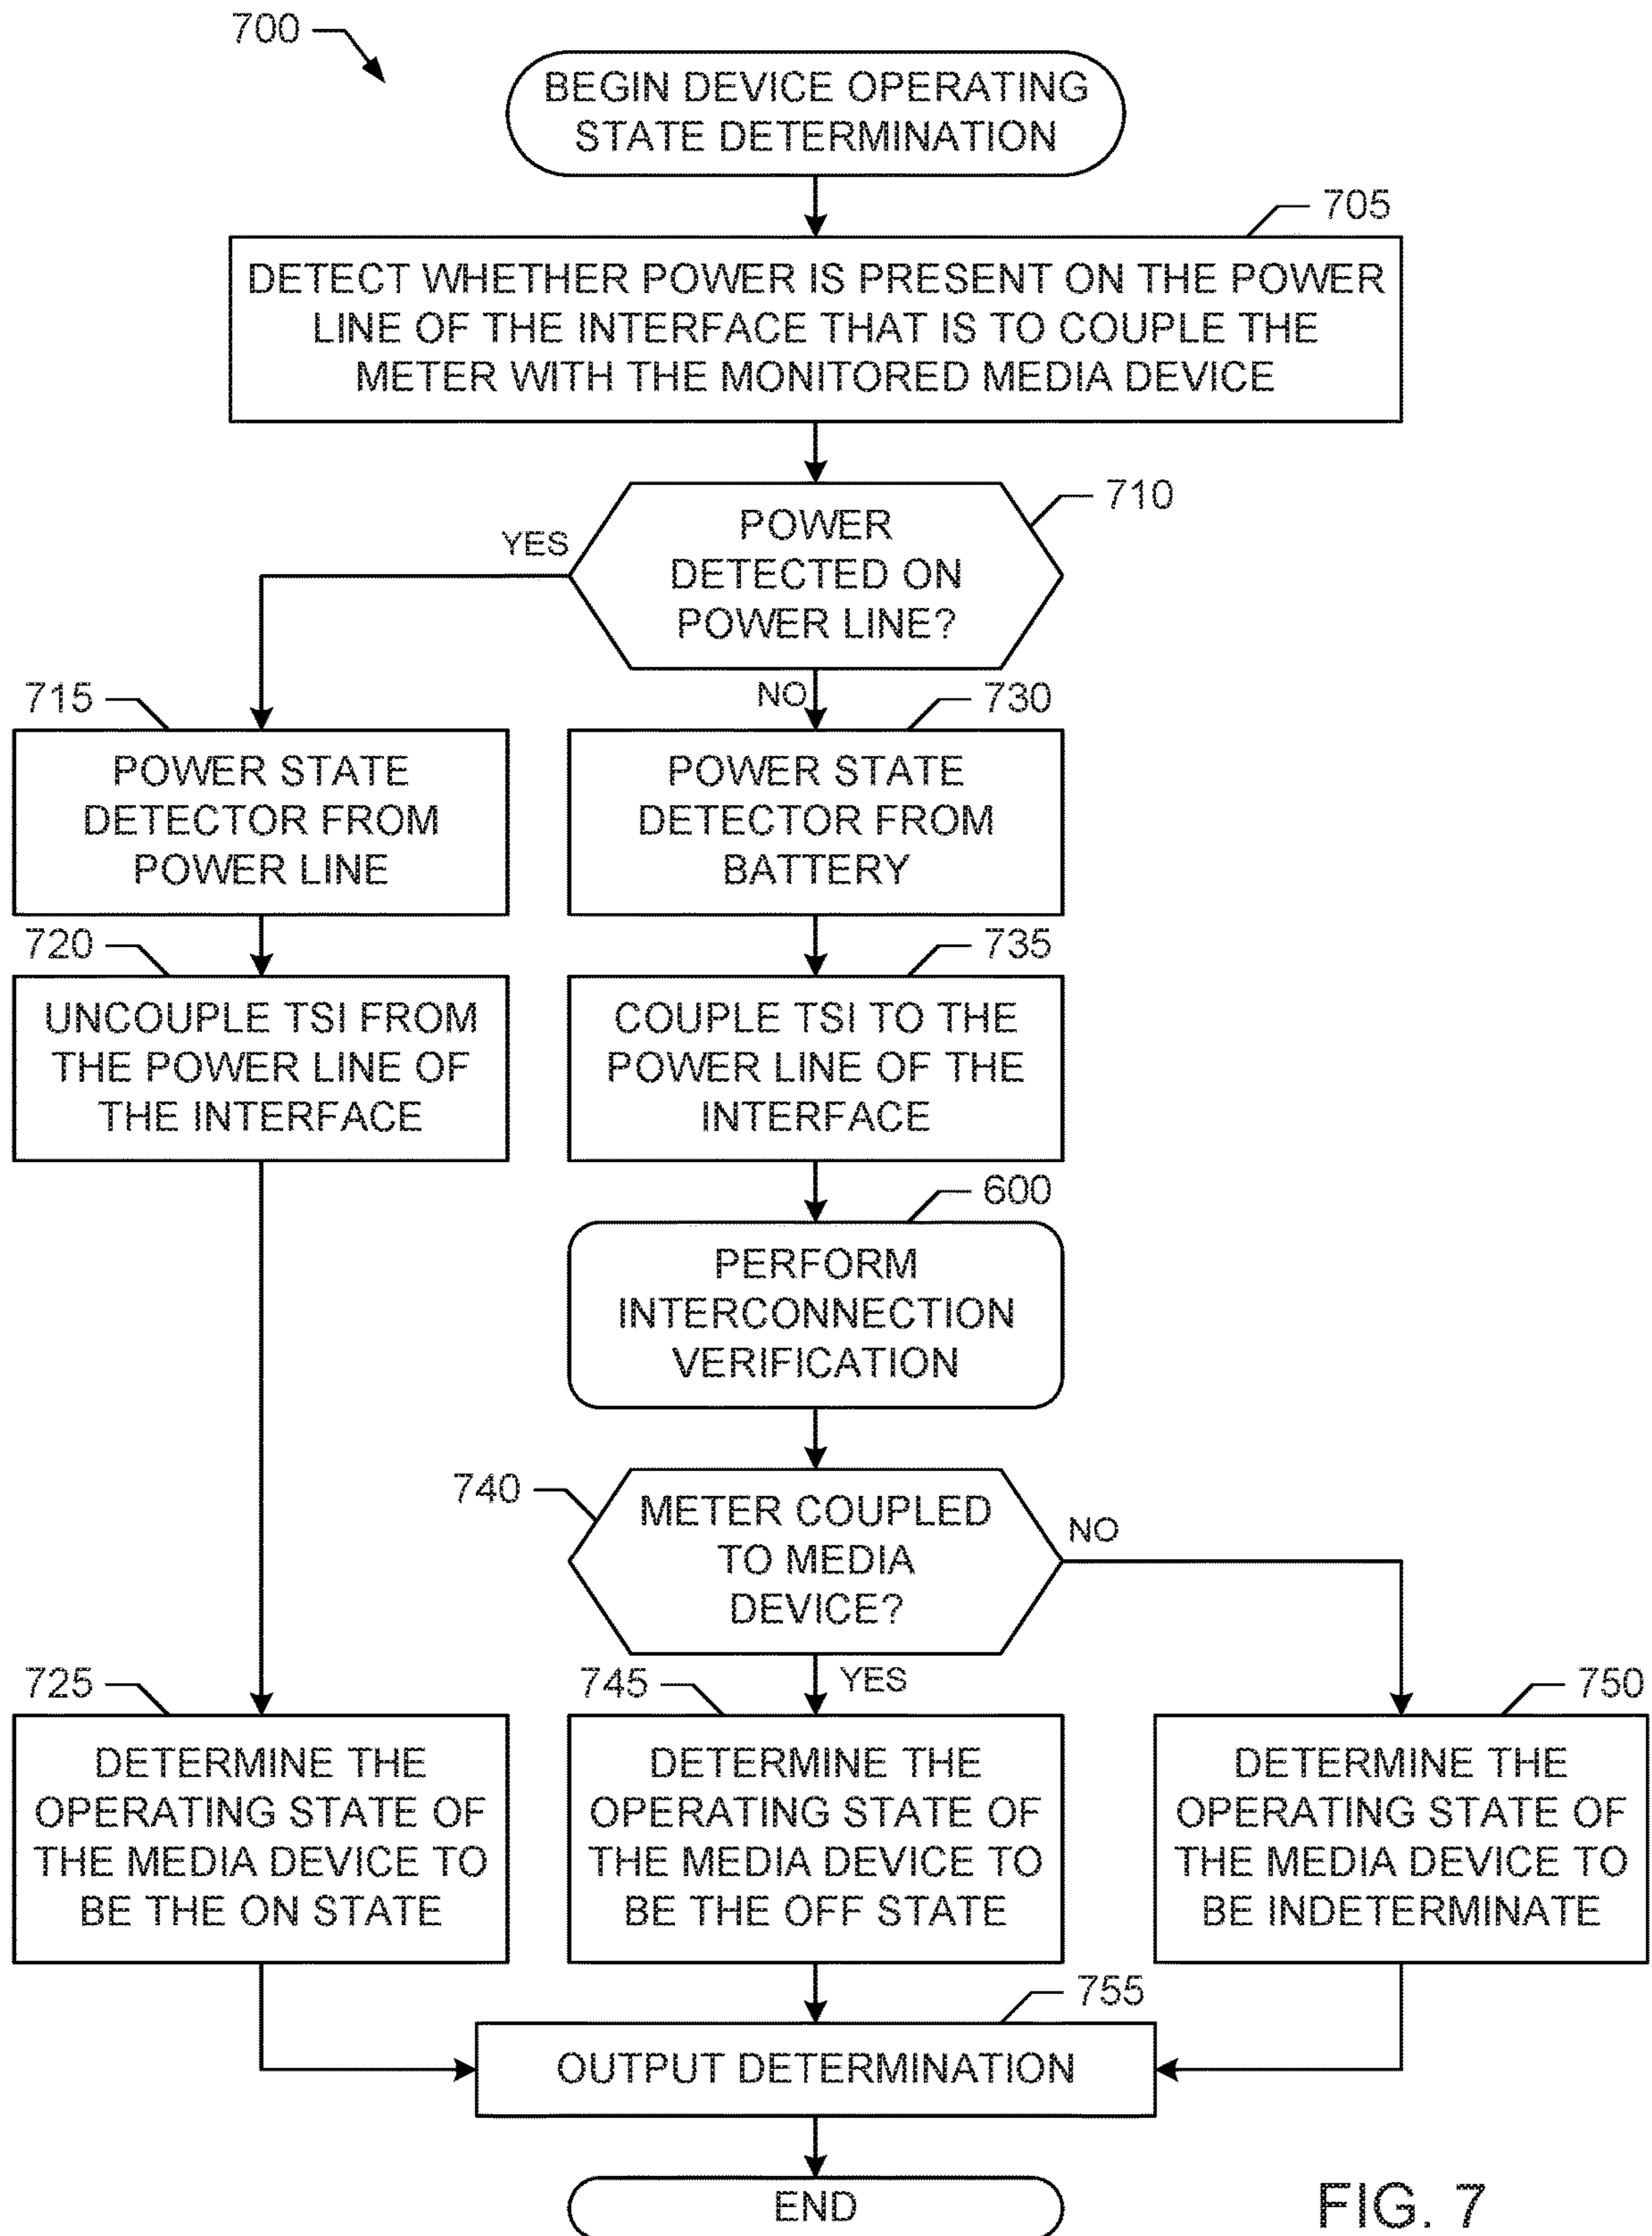 700
BEGIN DEVICE OPERATING
STATE DETERMINATION
705
DETECT WHETHER POWER IS PRESENT ON THE POWER
LINE OF THE INTERFACE THAT IS TO COUPLE THE
METER WITH THE MONITORED MEDIA DEVICE
710
POWER
DETECTED ON
POWER LINE?
YES
NO
715
POWER STATE
DETECTOR FROM
POWER LINE
730
POWER STATE
DETECTOR FROM
BATTERY
720
UNCOUPLE TSI FROM
THE POWER LINE OF
THE INTERFACE
735
COUPLE TSI TO THE
POWER LINE OF THE
INTERFACE
600
PERFORM
INTERCONNECTION
VERIFICATION
740
METER COUPLED
TO MEDIA
DEVICE?
NO
YES
725
DETERMINE THE
OPERATING STATE OF
THE MEDIA DEVICE TO
BE THE ON STATE
745
DETERMINE THE
OPERATING STATE OF
THE MEDIA DEVICE TO
BE THE OFF STATE
750
DETERMINE THE
OPERATING STATE OF
THE MEDIA DEVICE TO
BE INDETERMINATE
755
OUTPUT DETERMINATION
END
FIG. 7